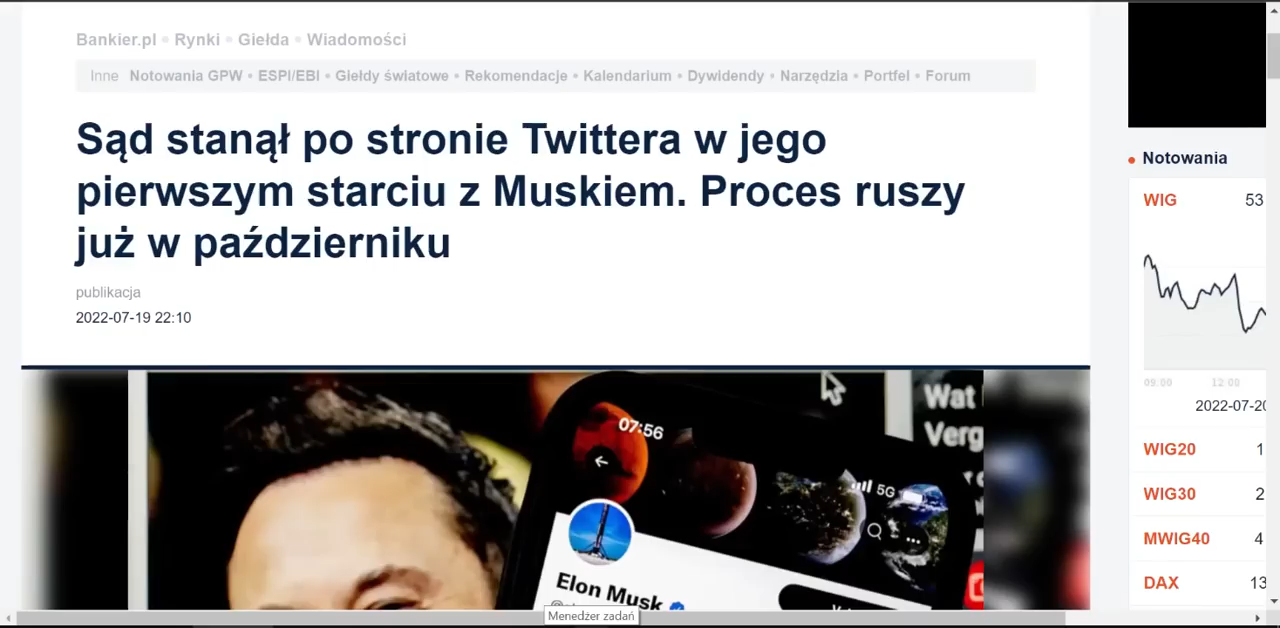 Bankier.pl • Rynki • Giełda • Wiadomości
Inne Notowania GPW • ESPI/EBI • Giełdy światowe • Rekomendacje • Kalendarium • Dywidendy • Narzędzia • Portfel • Forum
Sąd stanął po stronie Twittera w jego
pierwszym starciu z Muskiem. Proces ruszy
już w październiku
publikacja
2022-07-19 22:10
Notowania
WIG 53
09:00 12:00
2022-07-20
WIG20 1
WIG30 2
MWIG40 4
DAX 13
Wat
Verg
07:56
5G
Elon Musk
Menedżer zadań